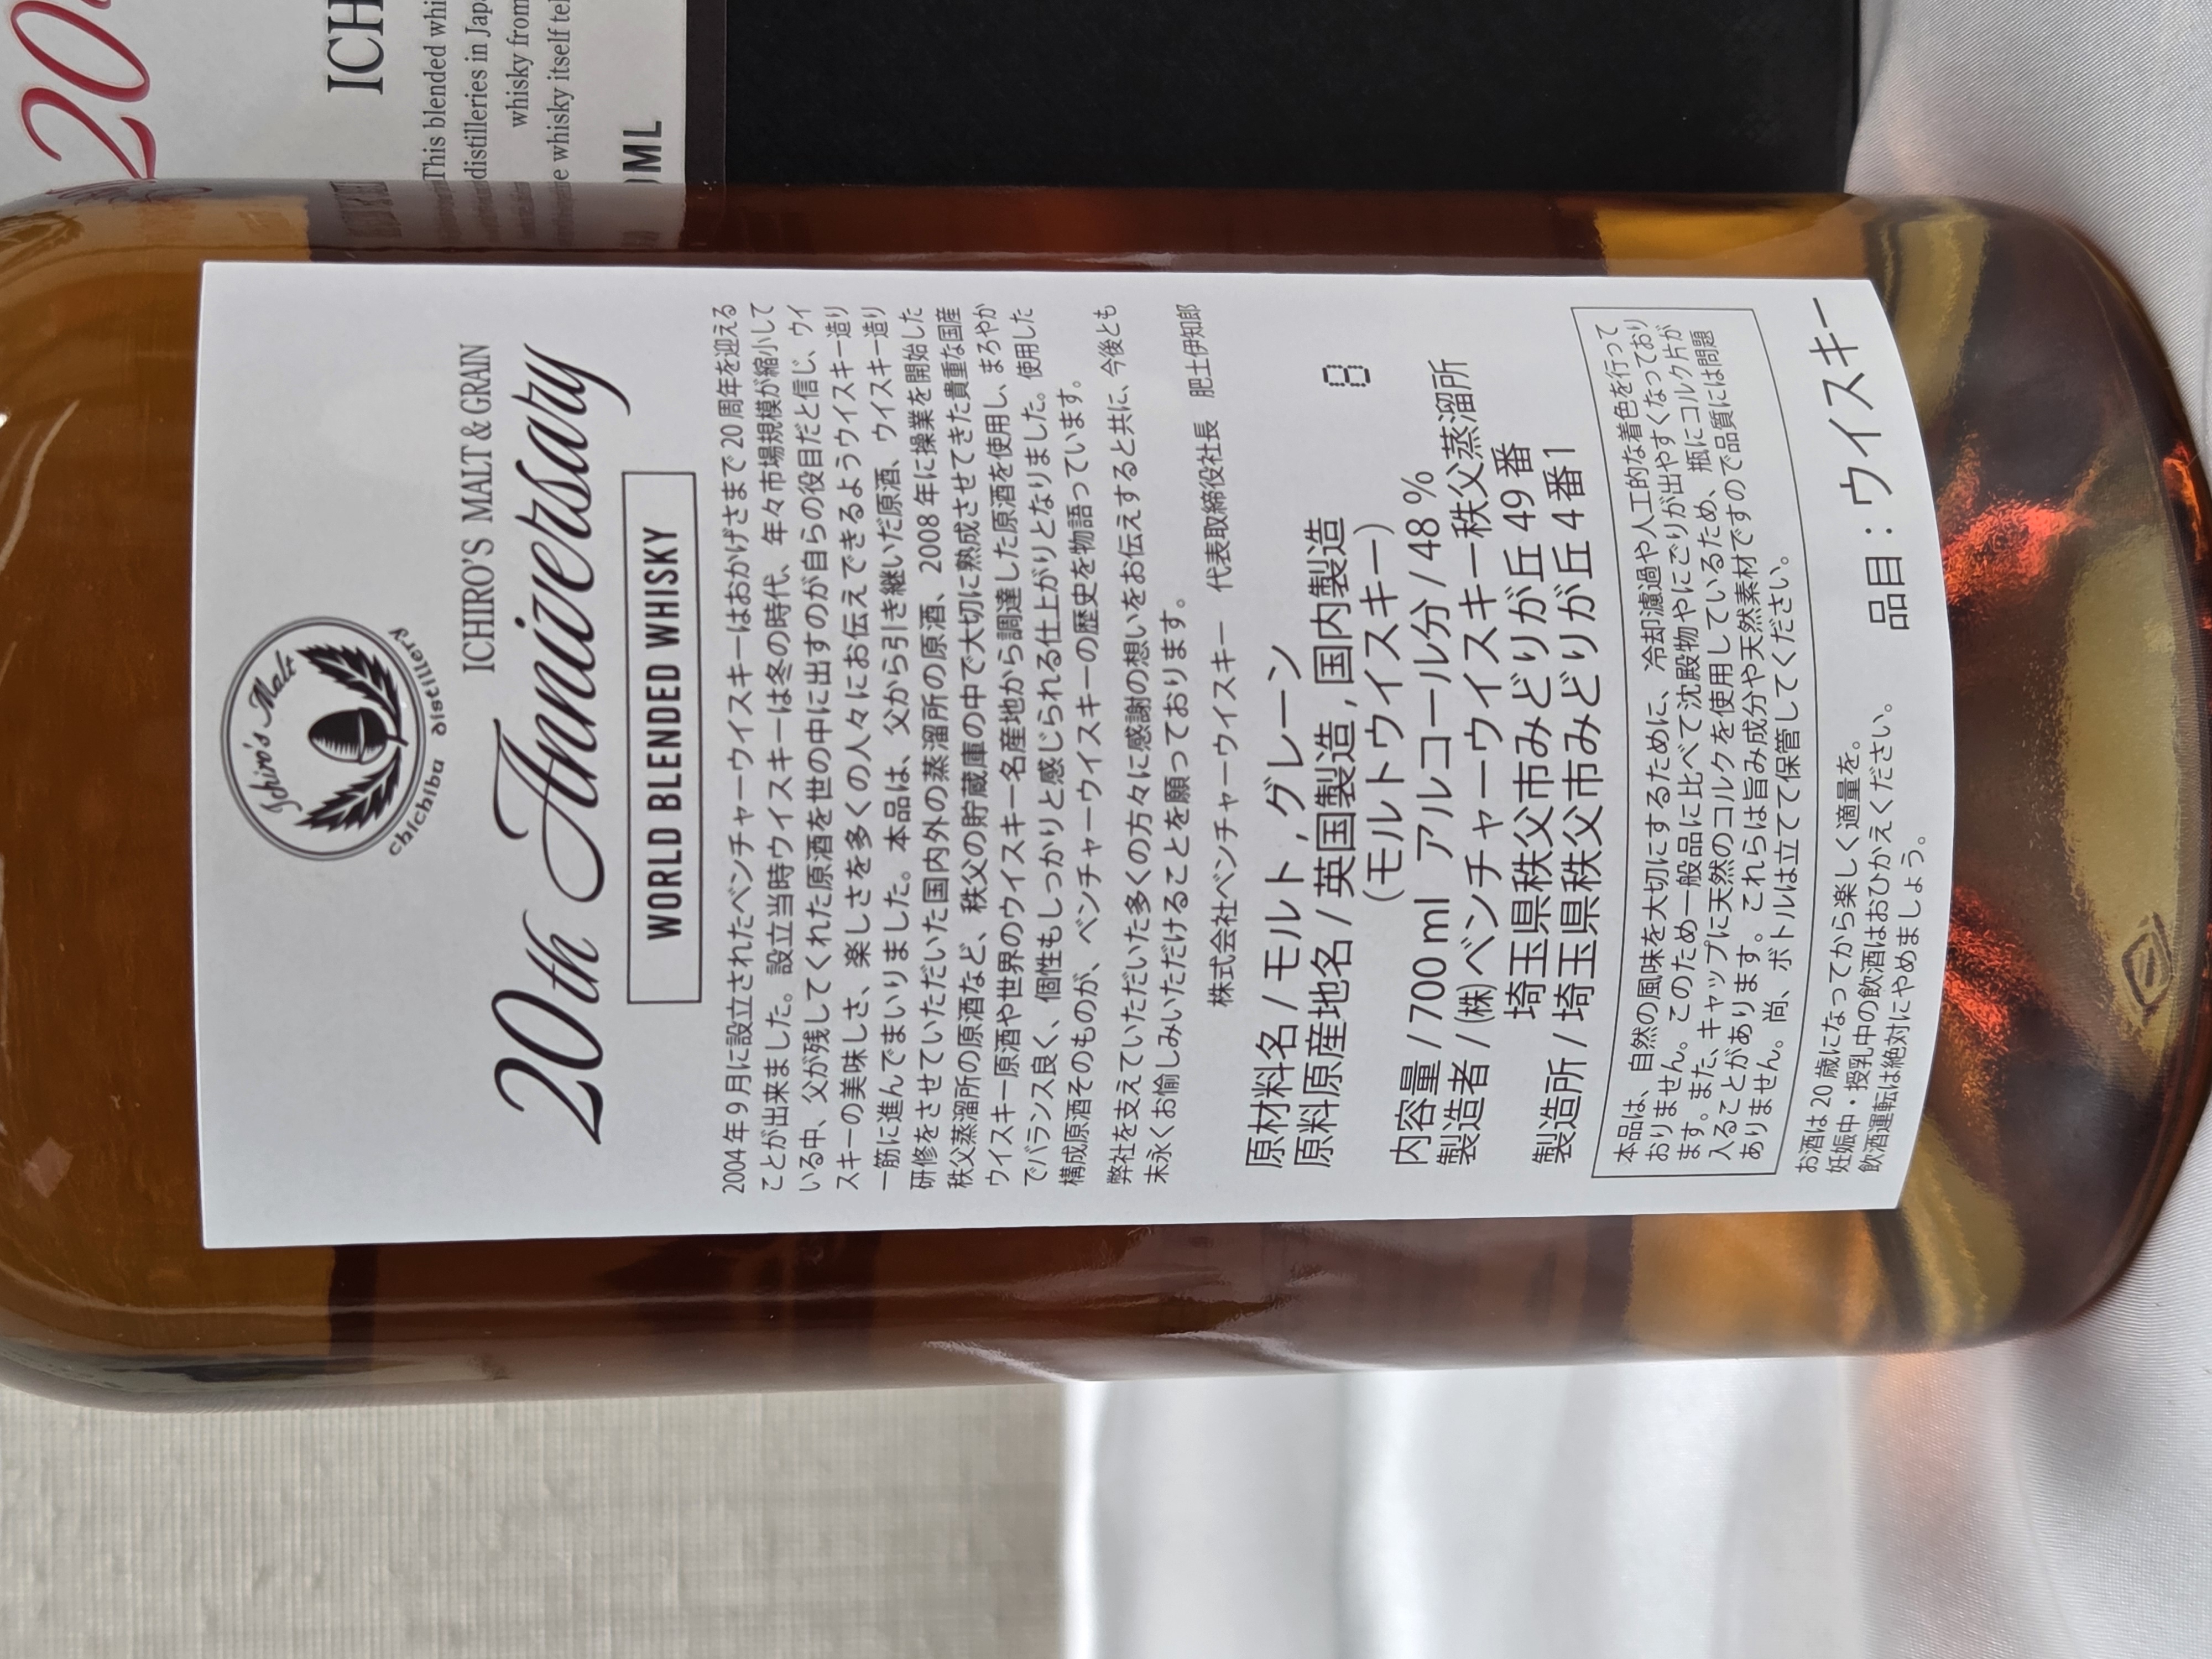 20
ICH
This blended whi
distilleries in Jap
whisky from
e whisky itself tel
0ML
Ichiro's Malt
chichibu distillery
ICHIRO'S MALT & GRAIN
20th Anniversary
WORLD BLENDED WHISKY
2004年9月に設立されたベンチャーウイスキーはおかげさまで20周年を迎える
ことが出来ました。設立当時ウイスキーは冬の時代、年々市場規模が縮小して
いる中、父が残してくれた原酒を世の中に出すのが自らの役目だと信じ、ウイ
スキーの美味しさ、楽しさを多くの人々にお伝えできるようウイスキー造り
一筋に進んでまいりました。本品は、父から引き継いだ原酒、ウイスキー造り
研修をさせていただいた国内外の蒸溜所の原酒、2008年に操業を開始した
秩父蒸溜所の原酒など、秩父の貯蔵庫の中で大切に熟成させてきた貴重な国産
ウイスキー原酒や世界のウイスキー名産地から調達した原酒を使用し、まろやか
でバランス良く、個性もしっかりと感じられる仕上がりとなりました。使用した
構成原酒そのものが、ベンチャーウイスキーの歴史を物語っています。
弊社を支えていただいた多くの方々に感謝の想いをお伝えすると共に、今後とも
末永くお愉しみいただけることを願っております。
株式会社ベンチャーウイスキー 代表取締役社長 肥土伊知郎
原材料名 / モルト , グレーン
原料原産地名 / 英国製造 , 国内製造
(モルトウイスキー)
8
内容量 / 700 ml アルコール分 / 48 %
製造者 / (株)ベンチャーウイスキー秩父蒸溜所
埼玉県秩父市みどりが丘 49 番
製造所 / 埼玉県秩父市みどりが丘 4 番1
本品は、自然の風味を大切にするために、冷却濾過や人工的な着色を行って
おりません。このため一般品に比べて沈殿物やにごりが出やすくなっており
ます。また、キャップに天然のコルクを使用しているため、瓶にコルク片が
入ることがあります。これらは旨み成分や天然素材ですので品質には問題
ありません。尚、ボトルは立てて保管してください。
お酒は20歳になってから楽しく適量を。
妊娠中・授乳中の飲酒はおひかえください。
飲酒運転は絶対にやめましょう。
品目：ウイスキー